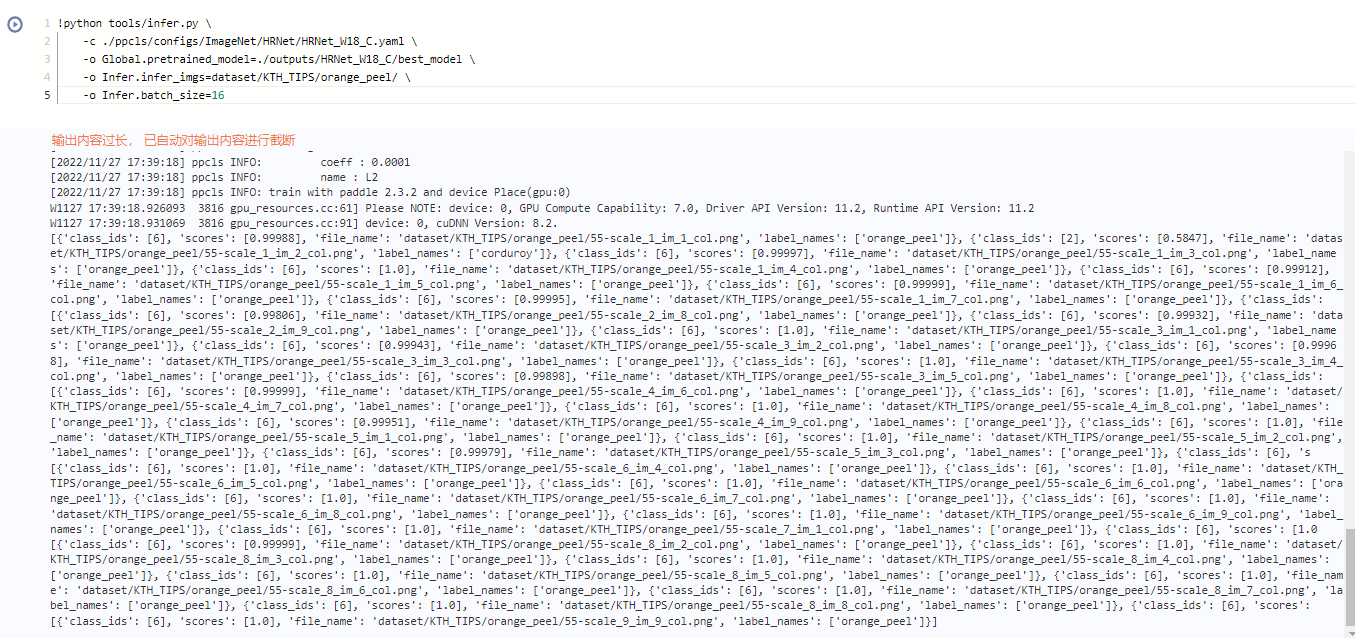 1 !python tools/infer.py \
2 -c ./ppcls/configs/ImageNet/HRNet/HRNet_W18_C.yaml \
3 -o Global.pretrained_model=./outputs/HRNet_W18_C/best_model \
4 -o Infer.infer_imgs=dataset/KTH_TIPS/orange_peel/ \
5 -o Infer.batch_size=16
输出内容过长, 已自动对输出内容进行截断
[2022/11/27 17:39:18] ppcls INFO: coeff : 0.0001
[2022/11/27 17:39:18] ppcls INFO: name : L2
[2022/11/27 17:39:18] ppcls INFO: train with paddle 2.3.2 and device Place(gpu:0)
W1127 17:39:18.926093 3816 gpu_resources.cc:61] Please NOTE: device: 0, GPU Compute Capability: 7.0, Driver API Version: 11.2, Runtime API Version: 11.2
W1127 17:39:18.931069 3816 gpu_resources.cc:91] device: 0, cuDNN Version: 8.2.
[{'class_ids': [6], 'scores': [0.99988], 'file_name': 'dataset/KTH_TIPS/orange_peel/55-scale_1_im_1_col.png', 'label_names': ['orange_peel']}, {'class_ids': [2], 'scores': [0.5847], 'file_name': 'datas
et/KTH_TIPS/orange_peel/55-scale_1_im_2_col.png', 'label_names': ['corduroy']}, {'class_ids': [6], 'scores': [0.99997], 'file_name': 'dataset/KTH_TIPS/orange_peel/55-scale_1_im_3_col.png', 'label_name
s': ['orange_peel']}, {'class_ids': [6], 'scores': [1.0], 'file_name': 'dataset/KTH_TIPS/orange_peel/55-scale_1_im_4_col.png', 'label_names': ['orange_peel']}, {'class_ids': [6], 'scores': [0.99912],
'file_name': 'dataset/KTH_TIPS/orange_peel/55-scale_1_im_5_col.png', 'label_names': ['orange_peel']}, {'class_ids': [6], 'scores': [0.99999], 'file_name': 'dataset/KTH_TIPS/orange_peel/55-scale_1_im_6_
col.png', 'label_names': ['orange_peel']}, {'class_ids': [6], 'scores': [0.99995], 'file_name': 'dataset/KTH_TIPS/orange_peel/55-scale_1_im_7_col.png', 'label_names': ['orange_peel']}, {'class_ids':
[{'class_ids': [6], 'scores': [0.99806], 'file_name': 'dataset/KTH_TIPS/orange_peel/55-scale_2_im_8_col.png', 'label_names': ['orange_peel']}, {'class_ids': [6], 'scores': [0.99932], 'file_name': 'data
set/KTH_TIPS/orange_peel/55-scale_2_im_9_col.png', 'label_names': ['orange_peel']}, {'class_ids': [6], 'scores': [1.0], 'file_name': 'dataset/KTH_TIPS/orange_peel/55-scale_3_im_1_col.png', 'label_name
s': ['orange_peel']}, {'class_ids': [6], 'scores': [0.99943], 'file_name': 'dataset/KTH_TIPS/orange_peel/55-scale_3_im_2_col.png', 'label_names': ['orange_peel']}, {'class_ids': [6], 'scores': [0.9996
8], 'file_name': 'dataset/KTH_TIPS/orange_peel/55-scale_3_im_3_col.png', 'label_names': ['orange_peel']}, {'class_ids': [6], 'scores': [1.0], 'file_name': 'dataset/KTH_TIPS/orange_peel/55-scale_3_im_4_
col.png', 'label_names': ['orange_peel']}, {'class_ids': [6], 'scores': [0.99898], 'file_name': 'dataset/KTH_TIPS/orange_peel/55-scale_3_im_5_col.png', 'label_names': ['orange_peel']}, {'class_ids':
[{'class_ids': [6], 'scores': [0.99999], 'file_name': 'dataset/KTH_TIPS/orange_peel/55-scale_4_im_6_col.png', 'label_names': ['orange_peel']}, {'class_ids': [6], 'scores': [1.0], 'file_name': 'dataset/
KTH_TIPS/orange_peel/55-scale_4_im_7_col.png', 'label_names': ['orange_peel']}, {'class_ids': [6], 'scores': [1.0], 'file_name': 'dataset/KTH_TIPS/orange_peel/55-scale_4_im_8_col.png', 'label_names':
['orange_peel']}, {'class_ids': [6], 'scores': [0.99951], 'file_name': 'dataset/KTH_TIPS/orange_peel/55-scale_4_im_9_col.png', 'label_names': ['orange_peel']}, {'class_ids': [6], 'scores': [1.0], 'file
_name': 'dataset/KTH_TIPS/orange_peel/55-scale_5_im_1_col.png', 'label_names': ['orange_peel']}, {'class_ids': [6], 'scores': [1.0], 'file_name': 'dataset/KTH_TIPS/orange_peel/55-scale_5_im_2_col.png',
'label_names': ['orange_peel']}, {'class_ids': [6], 'scores': [0.99979], 'file_name': 'dataset/KTH_TIPS/orange_peel/55-scale_5_im_3_col.png', 'label_names': ['orange_peel']}, {'class_ids': [6], 's
[{'class_ids': [6], 'scores': [1.0], 'file_name': 'dataset/KTH_TIPS/orange_peel/55-scale_6_im_4_col.png', 'label_names': ['orange_peel']}, {'class_ids': [6], 'scores': [1.0], 'file_name': 'dataset/KTH_
TIPS/orange_peel/55-scale_6_im_5_col.png', 'label_names': ['orange_peel']}, {'class_ids': [6], 'scores': [1.0], 'file_name': 'dataset/KTH_TIPS/orange_peel/55-scale_6_im_6_col.png', 'label_names': ['ora
nge_peel']}, {'class_ids': [6], 'scores': [1.0], 'file_name': 'dataset/KTH_TIPS/orange_peel/55-scale_6_im_7_col.png', 'label_names': ['orange_peel']}, {'class_ids': [6], 'scores': [1.0], 'file_name':
'dataset/KTH_TIPS/orange_peel/55-scale_6_im_8_col.png', 'label_names': ['orange_peel']}, {'class_ids': [6], 'scores': [1.0], 'file_name': 'dataset/KTH_TIPS/orange_peel/55-scale_6_im_9_col.png', 'label_
names': ['orange_peel']}, {'class_ids': [6], 'scores': [1.0], 'file_name': 'dataset/KTH_TIPS/orange_peel/55-scale_7_im_1_col.png', 'label_names': ['orange_peel']}, {'class_ids': [6], 'scores': [1.0
[{'class_ids': [6], 'scores': [0.99999], 'file_name': 'dataset/KTH_TIPS/orange_peel/55-scale_8_im_2_col.png', 'label_names': ['orange_peel']}, {'class_ids': [6], 'scores': [1.0], 'file_name': 'dataset/
KTH_TIPS/orange_peel/55-scale_8_im_3_col.png', 'label_names': ['orange_peel']}, {'class_ids': [6], 'scores': [1.0], 'file_name': 'dataset/KTH_TIPS/orange_peel/55-scale_8_im_4_col.png', 'label_names':
['orange_peel']}, {'class_ids': [6], 'scores': [1.0], 'file_name': 'dataset/KTH_TIPS/orange_peel/55-scale_8_im_5_col.png', 'label_names': ['orange_peel']}, {'class_ids': [6], 'scores': [1.0], 'file_nam
e': 'dataset/KTH_TIPS/orange_peel/55-scale_8_im_6_col.png', 'label_names': ['orange_peel']}, {'class_ids': [6], 'scores': [1.0], 'file_name': 'dataset/KTH_TIPS/orange_peel/55-scale_8_im_7_col.png', 'la
bel_names': ['orange_peel']}, {'class_ids': [6], 'scores': [1.0], 'file_name': 'dataset/KTH_TIPS/orange_peel/55-scale_8_im_8_col.png', 'label_names': ['orange_peel']}, {'class_ids': [6], 'scores':
[{'class_ids': [6], 'scores': [1.0], 'file_name': 'dataset/KTH_TIPS/orange_peel/55-scale_9_im_9_col.png', 'label_names': ['orange_peel']}]